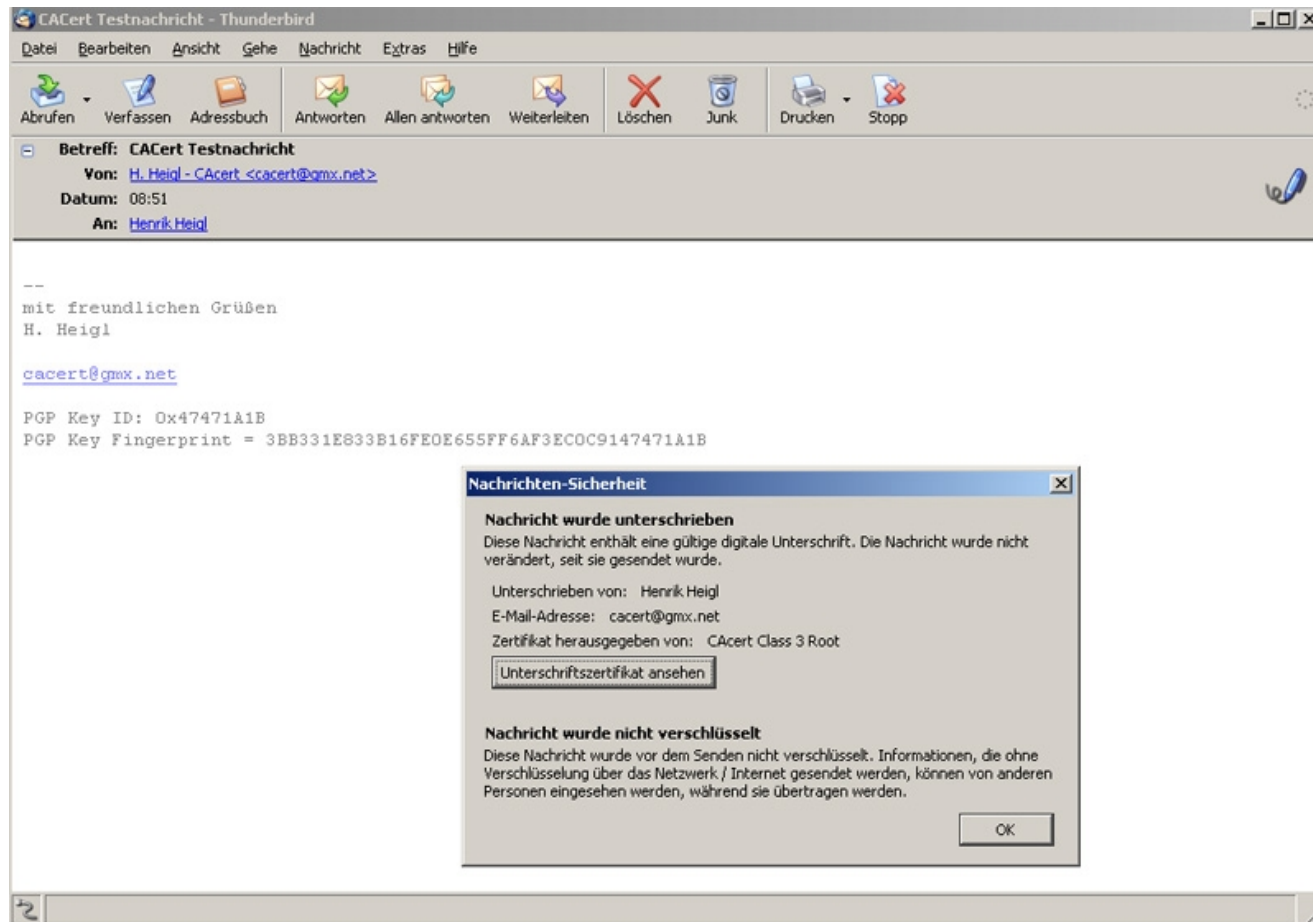 CACert Testnachricht - Thunderbird
Datei Bearbeiten Ansicht Gehe Nachricht Extras Hilfe
Abrufen Verfassen Adressbuch Antworten Allen antworten Weiterleiten Löschen Junk Drucken Stopp
Betreff: CACert Testnachricht
Von: H. Heigl - CAcert <cacert@gmx.net>
Datum: 08:51
An: Henrik Heigl
--
mit freundlichen Grüßen
H. Heigl
cacert@gmx.net
PGP Key ID: 0x47471A1B
PGP Key Fingerprint = 3BB331E833B16FE0E655FF6AF3EC0C9147471A1B
Nachrichten-Sicherheit
Nachricht wurde unterschrieben
Diese Nachricht enthält eine gültige digitale Unterschrift. Die Nachricht wurde nicht
verändert, seit sie gesendet wurde.
Unterschrieben von: Henrik Heigl
E-Mail-Adresse: cacert@gmx.net
Zertifikat herausgegeben von: CAcert Class 3 Root
Unterschriftszertifikat ansehen
Nachricht wurde nicht verschlüsselt
Diese Nachricht wurde vor dem Senden nicht verschlüsselt. Informationen, die ohne
Verschlüsselung über das Netzwerk / Internet gesendet werden, können von anderen
Personen eingesehen werden, während sie übertragen werden.
OK